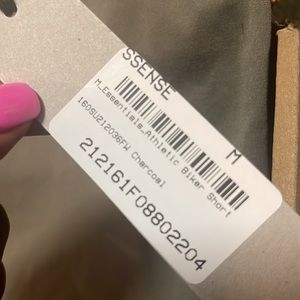 SSENSE
M
M_Essentials_Athletic Biker Short
160SU212036FW Charcoal
212161F08802204